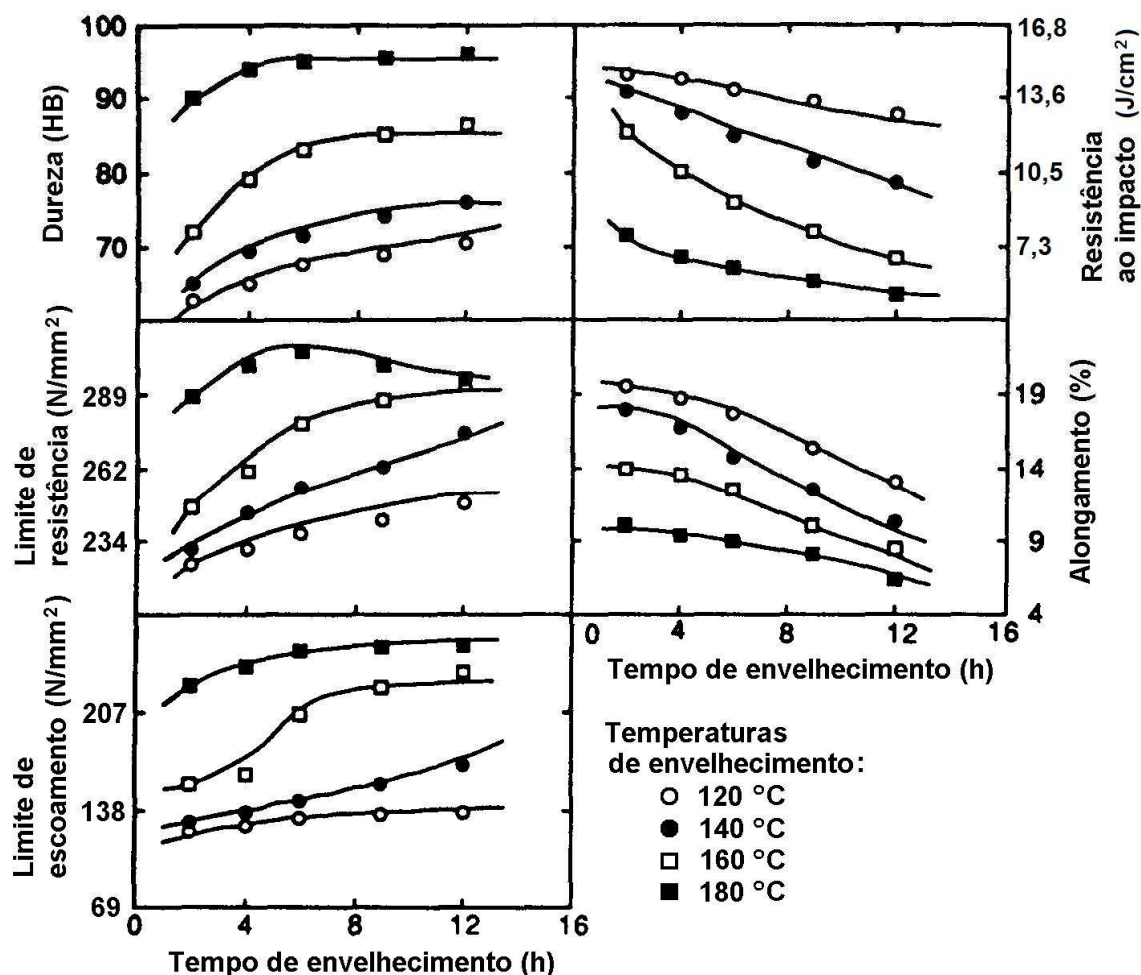 100
90
80
70
Dureza (HB)
16,8
13.6
10,5
7,3
Resistência
ao impacto (J/cm²)
289
262
234
Limite de
resistência (N/mm²)
19
14
9
4
Alongamento (%)
0 4 8 12 16
Tempo de envelhecimento (h)
207
138
69
Limite de
escoamento (N/mm²)
0 4 8 12 16
Tempo de envelhecimento (h)
Temperaturas
de envelhecimento:
120 °C
140 °C
160 °C
180 °C